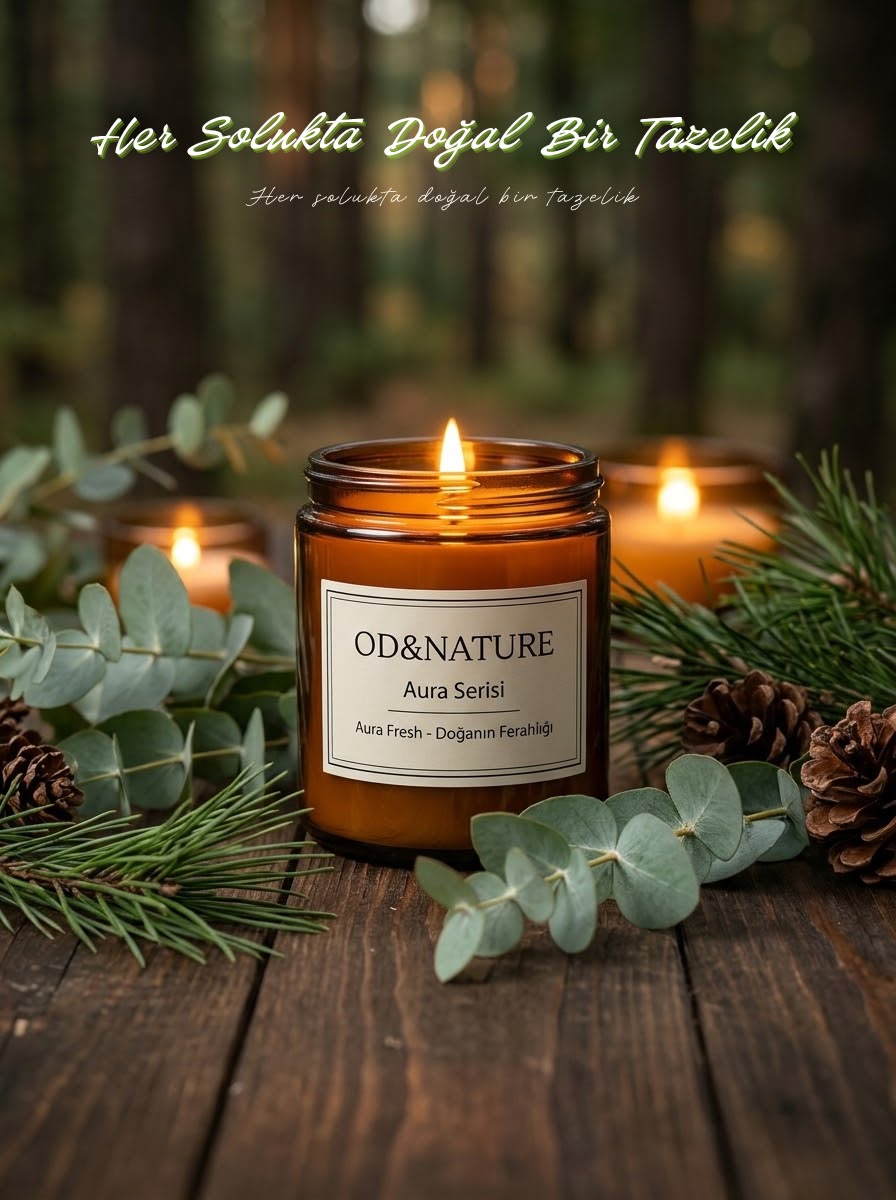 Her Solukta Doğal Bir Tazelik
Her solukta doğal bir tazelik
OD&NATURE
Aura Serisi
Aura Fresh - Doğanın Ferahlığı